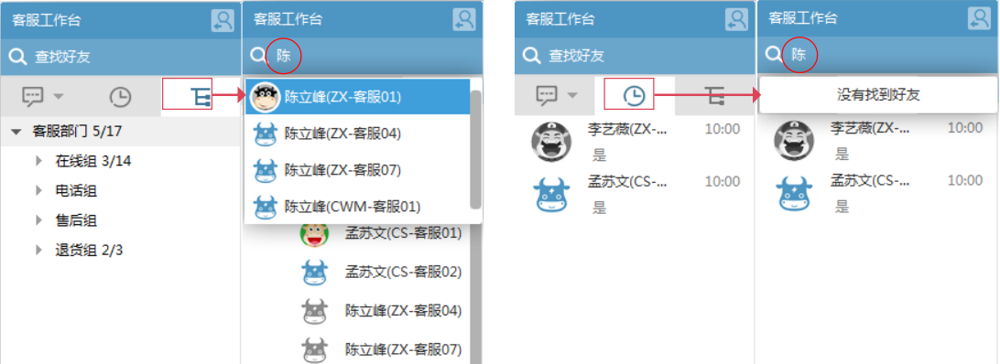 客服工作台
查找好友
客服部门 5/17
在线组 3/14
电话组
售后组
退货组 2/3
客服工作台
陈
陈立峰(ZX-客服01)
陈立峰(ZX-客服04)
陈立峰(ZX-客服07)
陈立峰(CWM-客服01)
孟苏文(CS-客服01)
孟苏文(CS-客服02)
陈立峰(ZX-客服04)
陈立峰(ZX-客服07)
客服工作台
查找好友
李艺薇(ZX-... 10:00
是
孟苏文(CS-... 10:00
是
客服工作台
陈
没有找到好友
李艺薇(ZX-... 10:00
是
孟苏文(CS-... 10:00
是